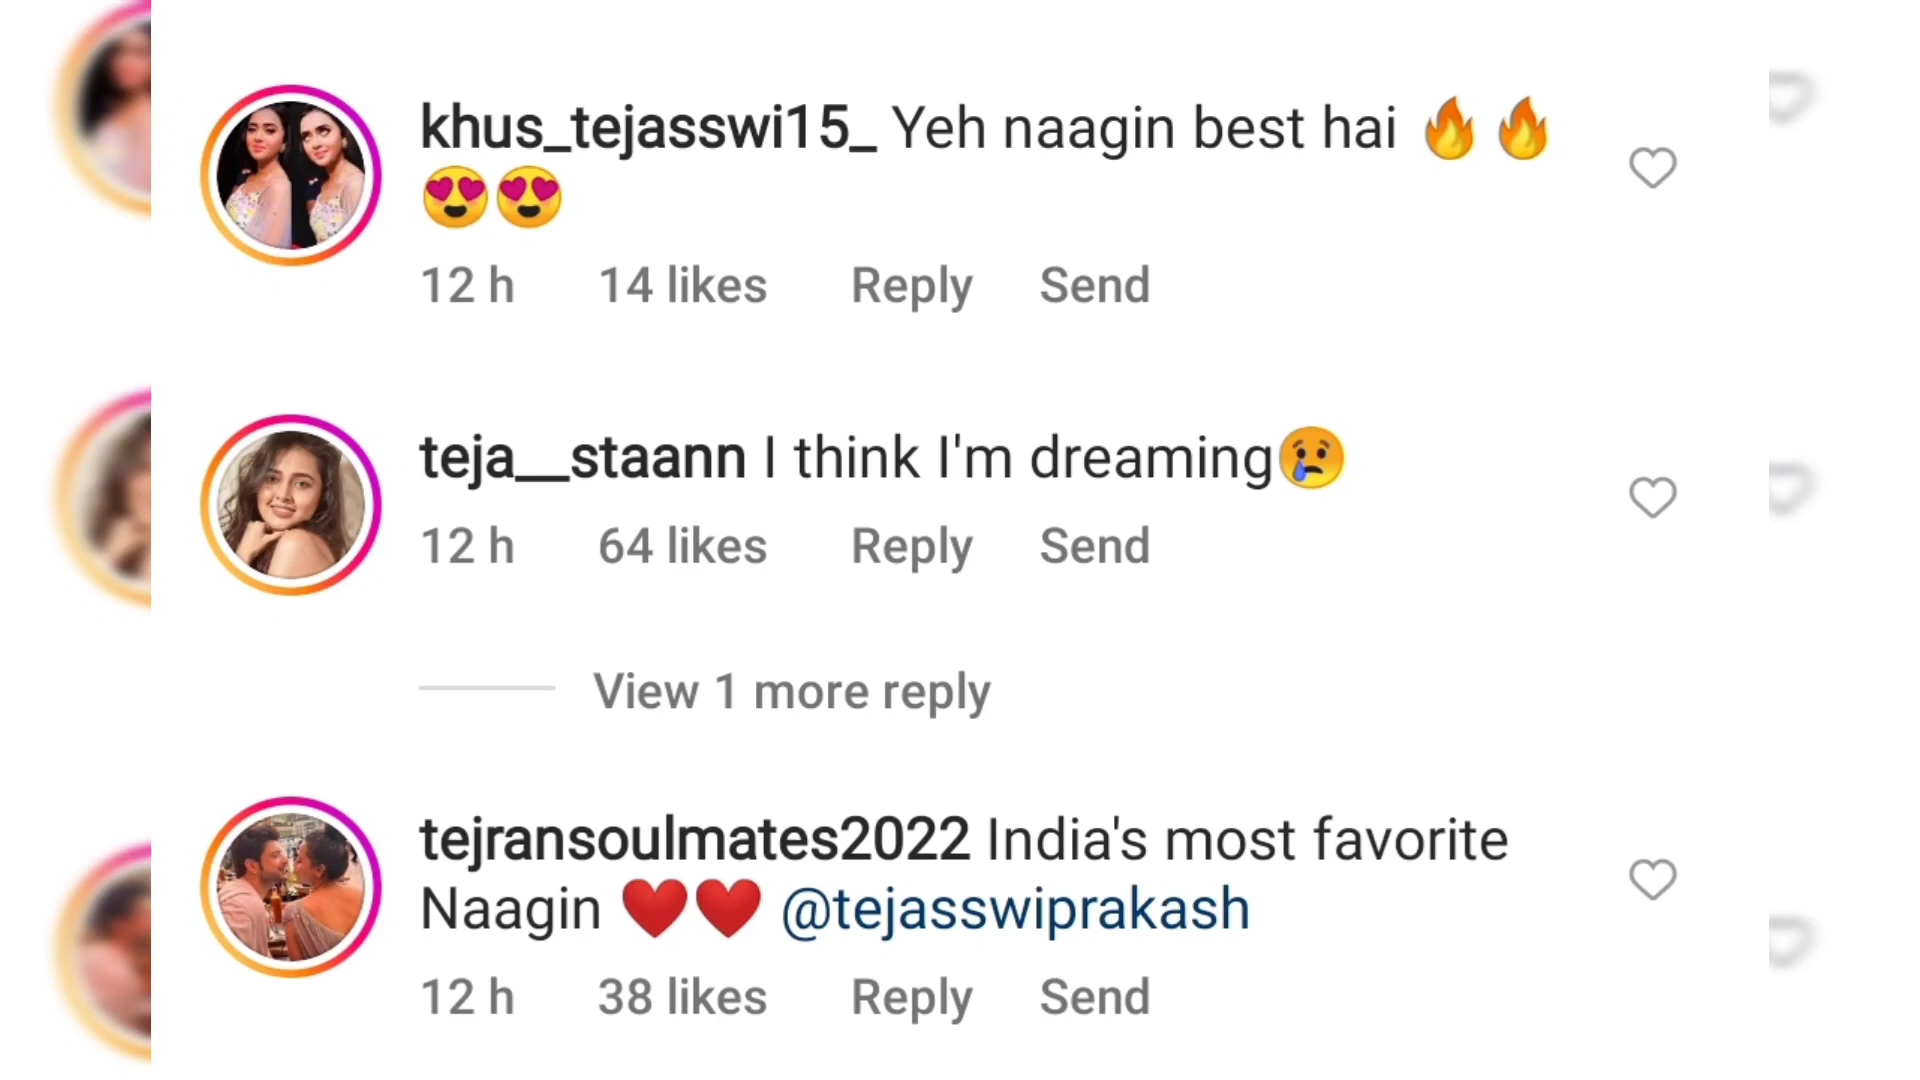 khus_tejasswi15_ Yeh naagin best hai 🔥🔥
😍😍
12 h 14 likes Reply Send
teja__staann I think I'm dreaming😢
12 h 64 likes Reply Send
View 1 more reply
tejransoulmates2022 India's most favorite
Naagin ❤️❤️ @tejasswiprakash
12 h 38 likes Reply Send